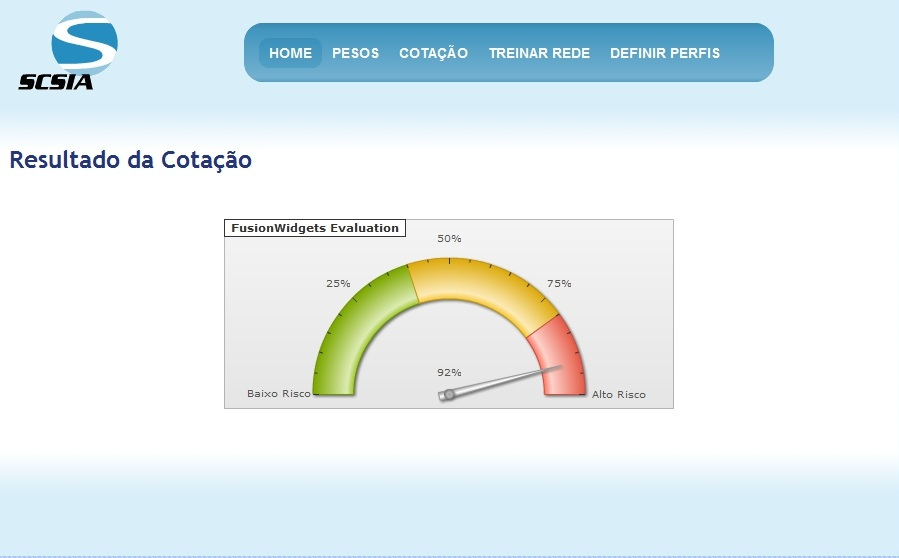 SCSIA
HOME PESOS COTAÇÃO TREINAR REDE DEFINIR PERFIS
Resultado da Cotação
FusionWidgets Evaluation
50%
25% 75%
92%
Baixo Risco Alto Risco